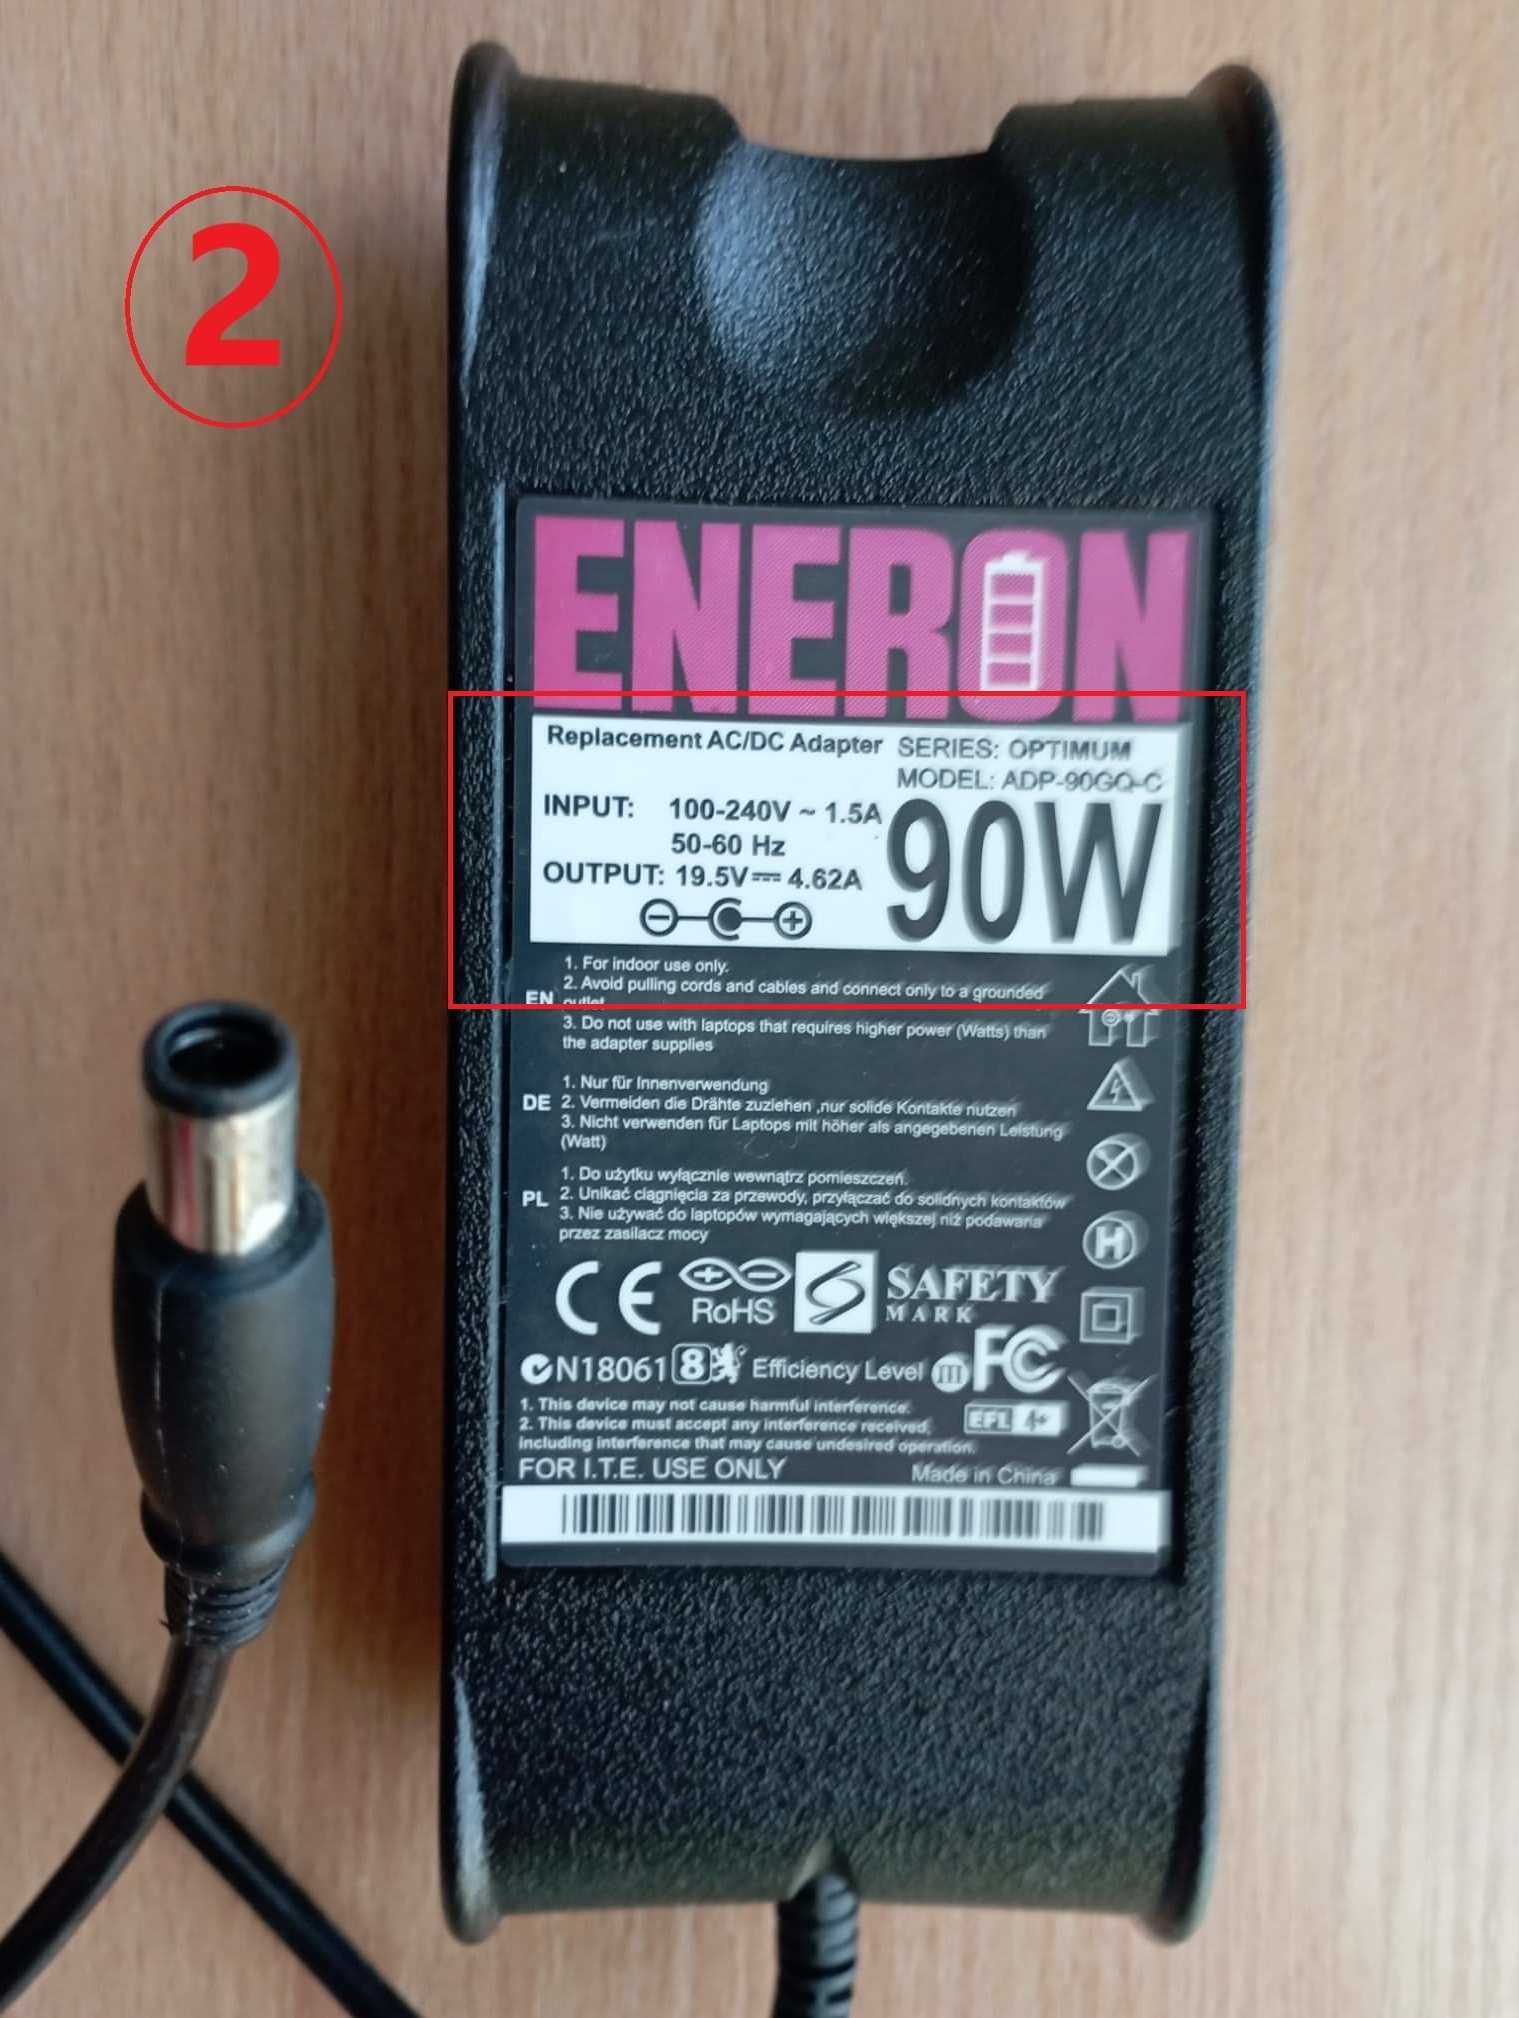 2
ENERON
Replacement AC/DC Adapter
SERIES: OPTIMUM
MODEL: ADP-90GQ-C
INPUT: 100-240V ~ 1.5A
50-60 Hz
OUTPUT: 19.5V⎓4.62A
90W
EN
1. For indoor use only.
2. Avoid pulling cords and cables and connect only to a grounded
outlet
3. Do not use with laptops that requires higher power (Watts) than
the adapter supplies
DE
1. Nur für Innenverwendung
2. Vermeiden die Drähte zuziehen ,nur solide Kontakte nutzen
3. Nicht verwenden für Laptops mit höher als angegebenen Leistung
(Watt)
PL
1. Do użytku wyłącznie wewnątrz pomieszczeń.
2. Unikać ciągnięcia za przewody, przyłączać do solidnych kontaktów
3. Nie używać do laptopów wymagających większej niż podawana
przez zasilacz mocy
CE
RoHS
SAFETY
MARK
H
N18061
8
Efficiency Level III
FC
1. This device may not cause harmful interference.
2. This device must accept any interference received,
including interference that may cause undesired operation.
EFL 4+
FOR I.T.E. USE ONLY
Made in China